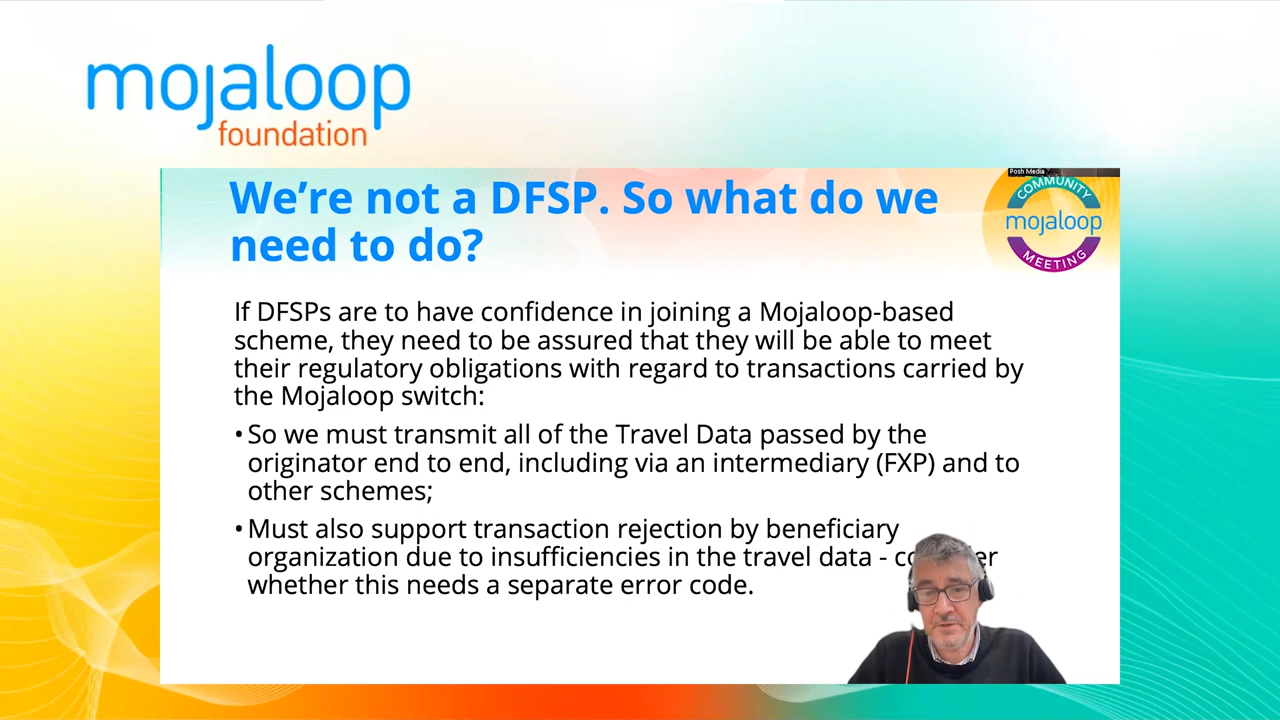 mojaloop
foundation
Posh Media
We're not a DFSP. So what do we
need to do?
COMMUNITY
mojaloop
MEETING
If DFSPs are to have confidence in joining a Mojaloop-based
scheme, they need to be assured that they will be able to meet
their regulatory obligations with regard to transactions carried by
the Mojaloop switch:
•So we must transmit all of the Travel Data passed by the
originator end to end, including via an intermediary (FXP) and to
other schemes;
•Must also support transaction rejection by beneficiary
organization due to insufficiencies in the travel data -
whether this needs a separate error code.